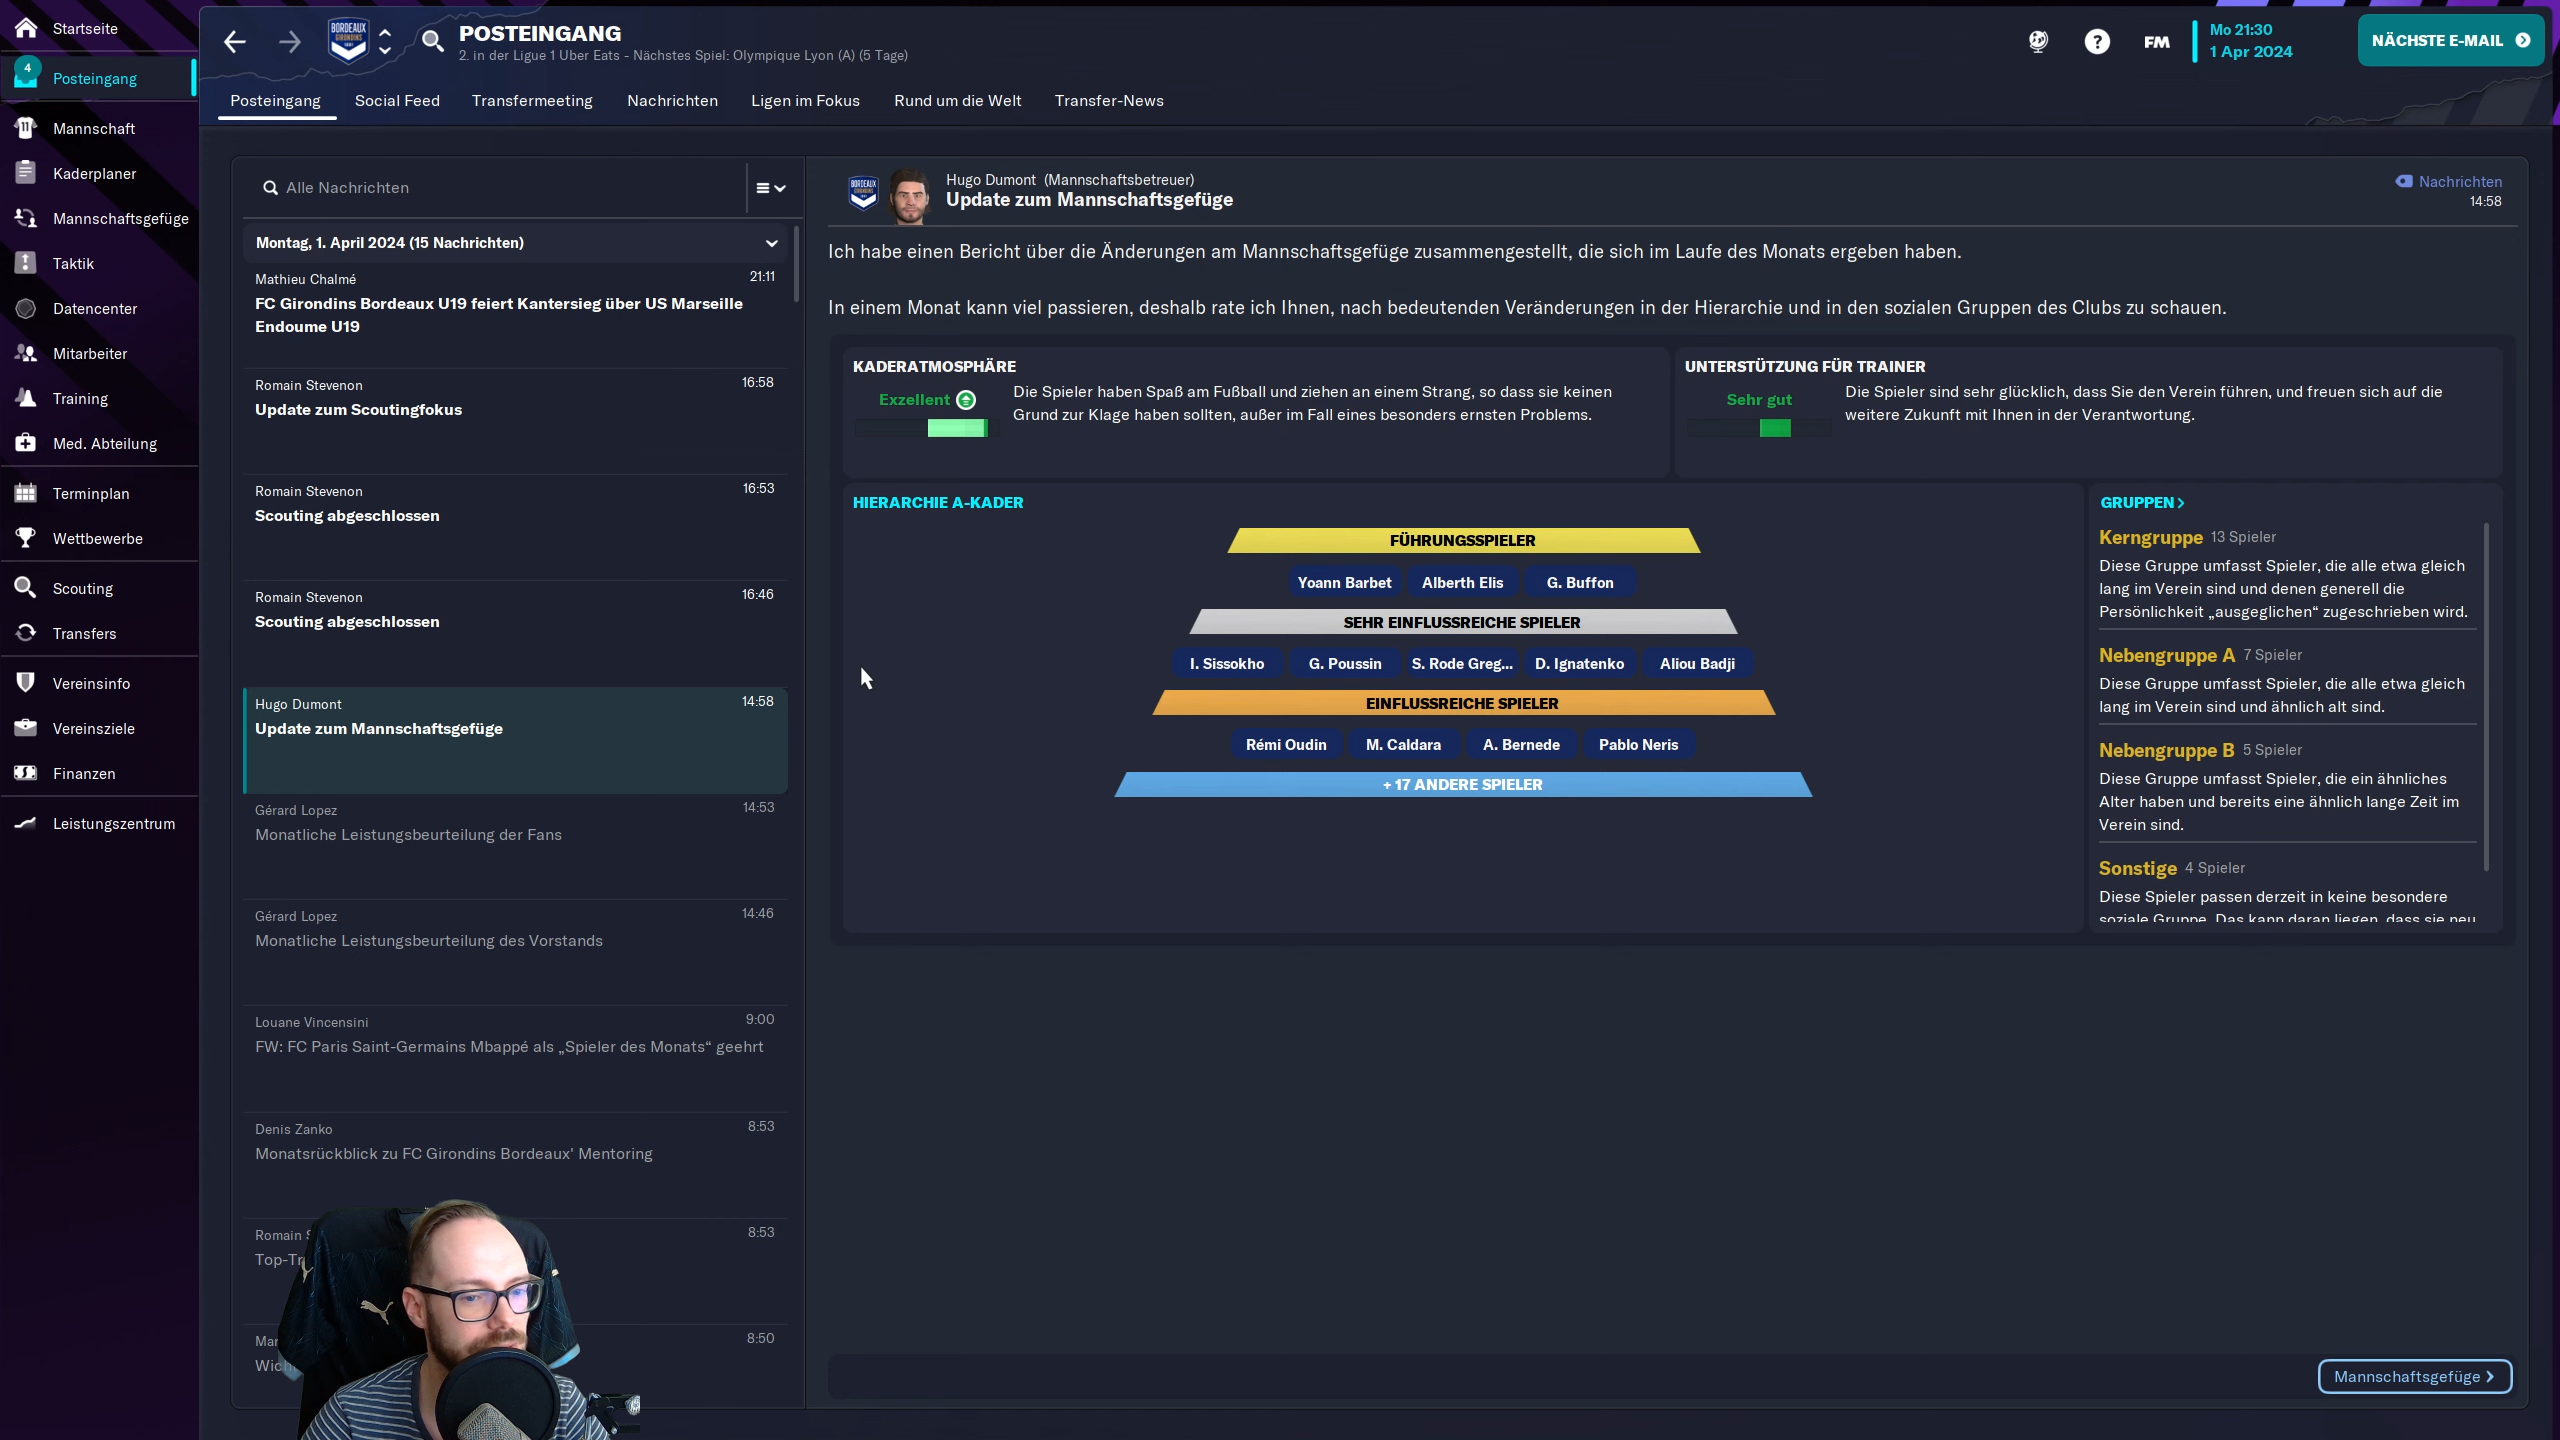 Startseite
4
Posteingang
Mannschaft
Kaderplaner
Mannschaftsgefüge
Taktik
Datencenter
Mitarbeiter
Training
Med. Abteilung
Terminplan
Wettbewerbe
Scouting
Transfers
Vereinsinfo
Vereinsziele
Finanzen
Leistungszentrum
BORDEAUX
GIRONDINS
POSTEINGANG
2. in der Ligue 1 Uber Eats - Nächstes Spiel: Olympique Lyon (A) (5 Tage)
FM
Mo 21:30
1 Apr 2024
NÄCHSTE E-MAIL
Posteingang
Social Feed
Transfermeeting
Nachrichten
Ligen im Fokus
Rund um die Welt
Transfer-News
Alle Nachrichten
Montag, 1. April 2024 (15 Nachrichten)
Mathieu Chalmé 21:11
FC Girondins Bordeaux U19 feiert Kantersieg über US Marseille
Endoume U19
Romain Stevenon 16:58
Update zum Scoutingfokus
Romain Stevenon 16:53
Scouting abgeschlossen
Romain Stevenon 16:46
Scouting abgeschlossen
Hugo Dumont 14:58
Update zum Mannschaftsgefüge
Gérard Lopez 14:53
Monatliche Leistungsbeurteilung der Fans
Gérard Lopez 14:46
Monatliche Leistungsbeurteilung des Vorstands
Louane Vincensini 9:00
FW: FC Paris Saint-Germains Mbappé als „Spieler des Monats“ geehrt
Denis Zanko 8:53
Monatsrückblick zu FC Girondins Bordeaux' Mentoring
Romain 8:53
8:50
Hugo Dumont (Mannschaftsbetreuer)
Update zum Mannschaftsgefüge
Nachrichten
14:58
Ich habe einen Bericht über die Änderungen am Mannschaftsgefüge zusammengestellt, die sich im Laufe des Monats ergeben haben.
In einem Monat kann viel passieren, deshalb rate ich Ihnen, nach bedeutenden Veränderungen in der Hierarchie und in den sozialen Gruppen des Clubs zu schauen.
KADERATMOSPHÄRE
Exzellent
Die Spieler haben Spaß am Fußball und ziehen an einem Strang, so dass sie keinen
Grund zur Klage haben sollten, außer im Fall eines besonders ernsten Problems.
UNTERSTÜTZUNG FÜR TRAINER
Sehr gut
Die Spieler sind sehr glücklich, dass Sie den Verein führen, und freuen sich auf die
weitere Zukunft mit Ihnen in der Verantwortung.
HIERARCHIE A-KADER
FÜHRUNGSSPIELER
Yoann Barbet
Alberth Elis
G. Buffon
SEHR EINFLUSSREICHE SPIELER
I. Sissokho
G. Poussin
S. Rode Greg...
D. Ignatenko
Aliou Badji
EINFLUSSREICHE SPIELER
Rémi Oudin
M. Caldara
A. Bernede
Pablo Neris
+ 17 ANDERE SPIELER
GRUPPEN
Kerngruppe 13 Spieler
Diese Gruppe umfasst Spieler, die alle etwa gleich
lang im Verein sind und denen generell die
Persönlichkeit „ausgeglichen“ zugeschrieben wird.
Nebengruppe A 7 Spieler
Diese Gruppe umfasst Spieler, die alle etwa gleich
lang im Verein sind und ähnlich alt sind.
Nebengruppe B 5 Spieler
Diese Gruppe umfasst Spieler, die ein ähnliches
Alter haben und bereits eine ähnlich lange Zeit im
Verein sind.
Sonstige 4 Spieler
Diese Spieler passen derzeit in keine besondere
soziale Gruppe. Das kann daran liegen, dass sie neu
Mannschaftsgefüge